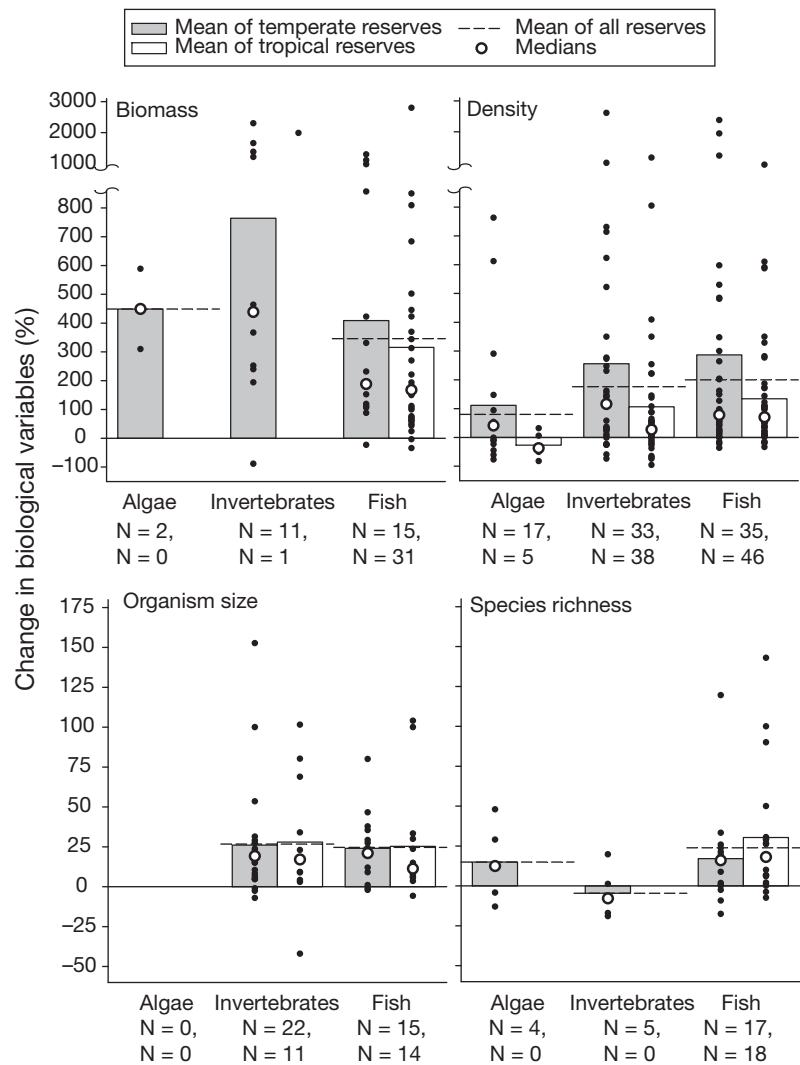 Mean of temperate reserves
Mean of all reserves
Mean of tropical reserves
Medians
Change in biological variables (%)
Biomass
3000
2000
1000
800
700
600
500
400
300
200
100
0
−100
Algae Invertebrates Fish
N = 2, N = 11, N = 15,
N = 0 N = 1 N = 31
Density
Algae Invertebrates Fish
N = 17, N = 33, N = 35,
N = 5 N = 38 N = 46
Organism size
175
150
125
100
75
50
25
0
−25
−50
Algae Invertebrates Fish
N = 0, N = 22, N = 15,
N = 0 N = 11 N = 14
Species richness
Algae Invertebrates Fish
N = 4, N = 5, N = 17,
N = 0 N = 0 N = 18